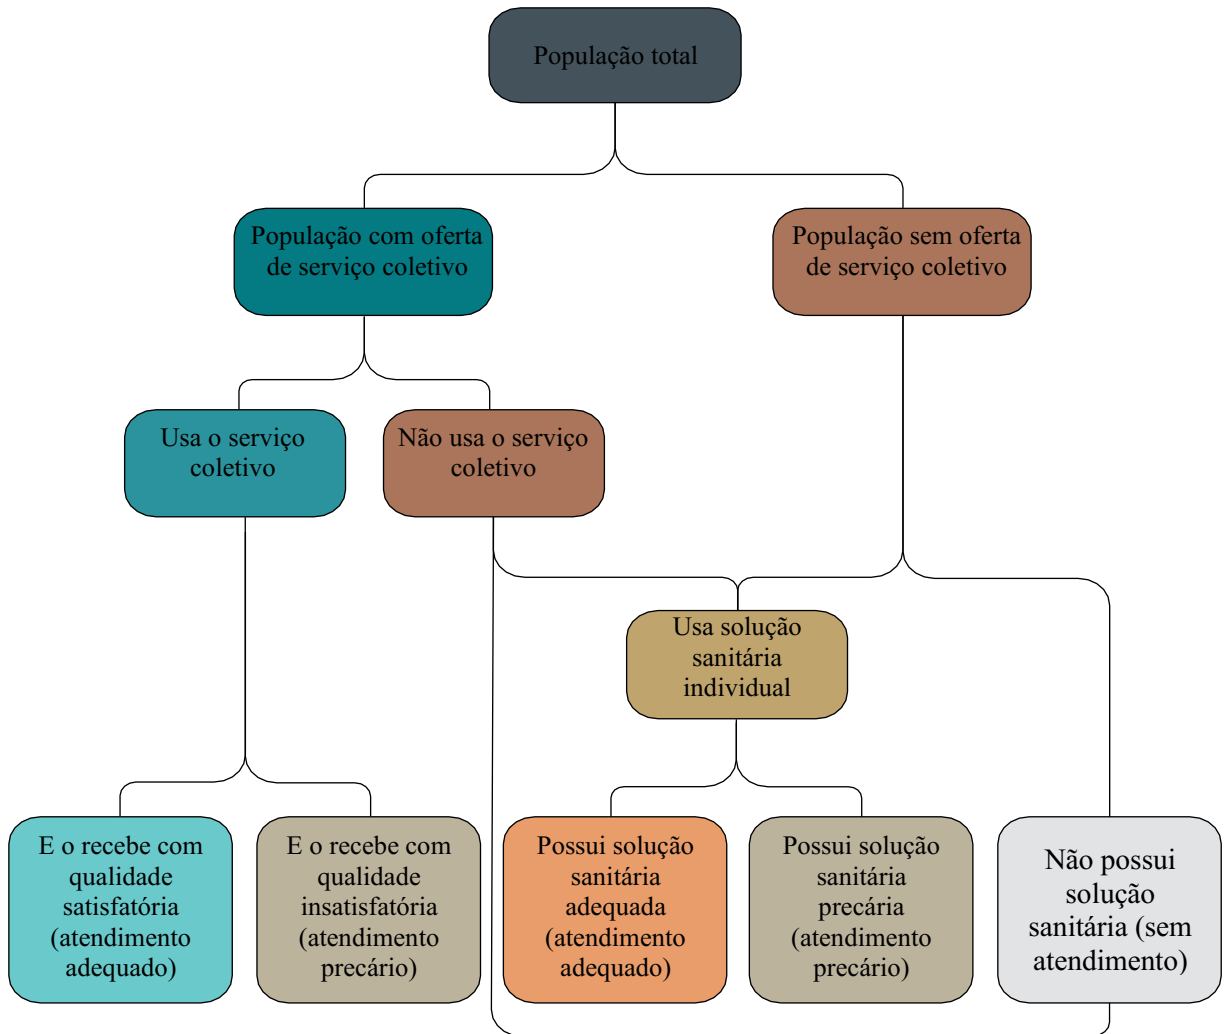 População total
População com oferta
de serviço coletivo
População sem oferta
de serviço coletivo
Usa o serviço
coletivo
Não usa o serviço
coletivo
Usa solução
sanitária
individual
E o recebe com
qualidade
satisfatória
(atendimento
adequado)
E o recebe com
qualidade
insatisfatória
(atendimento
precário)
Possui solução
sanitária
adequada
(atendimento
adequado)
Possui solução
sanitária
precária
(atendimento
precário)
Não possui
solução
sanitária (sem
atendimento)